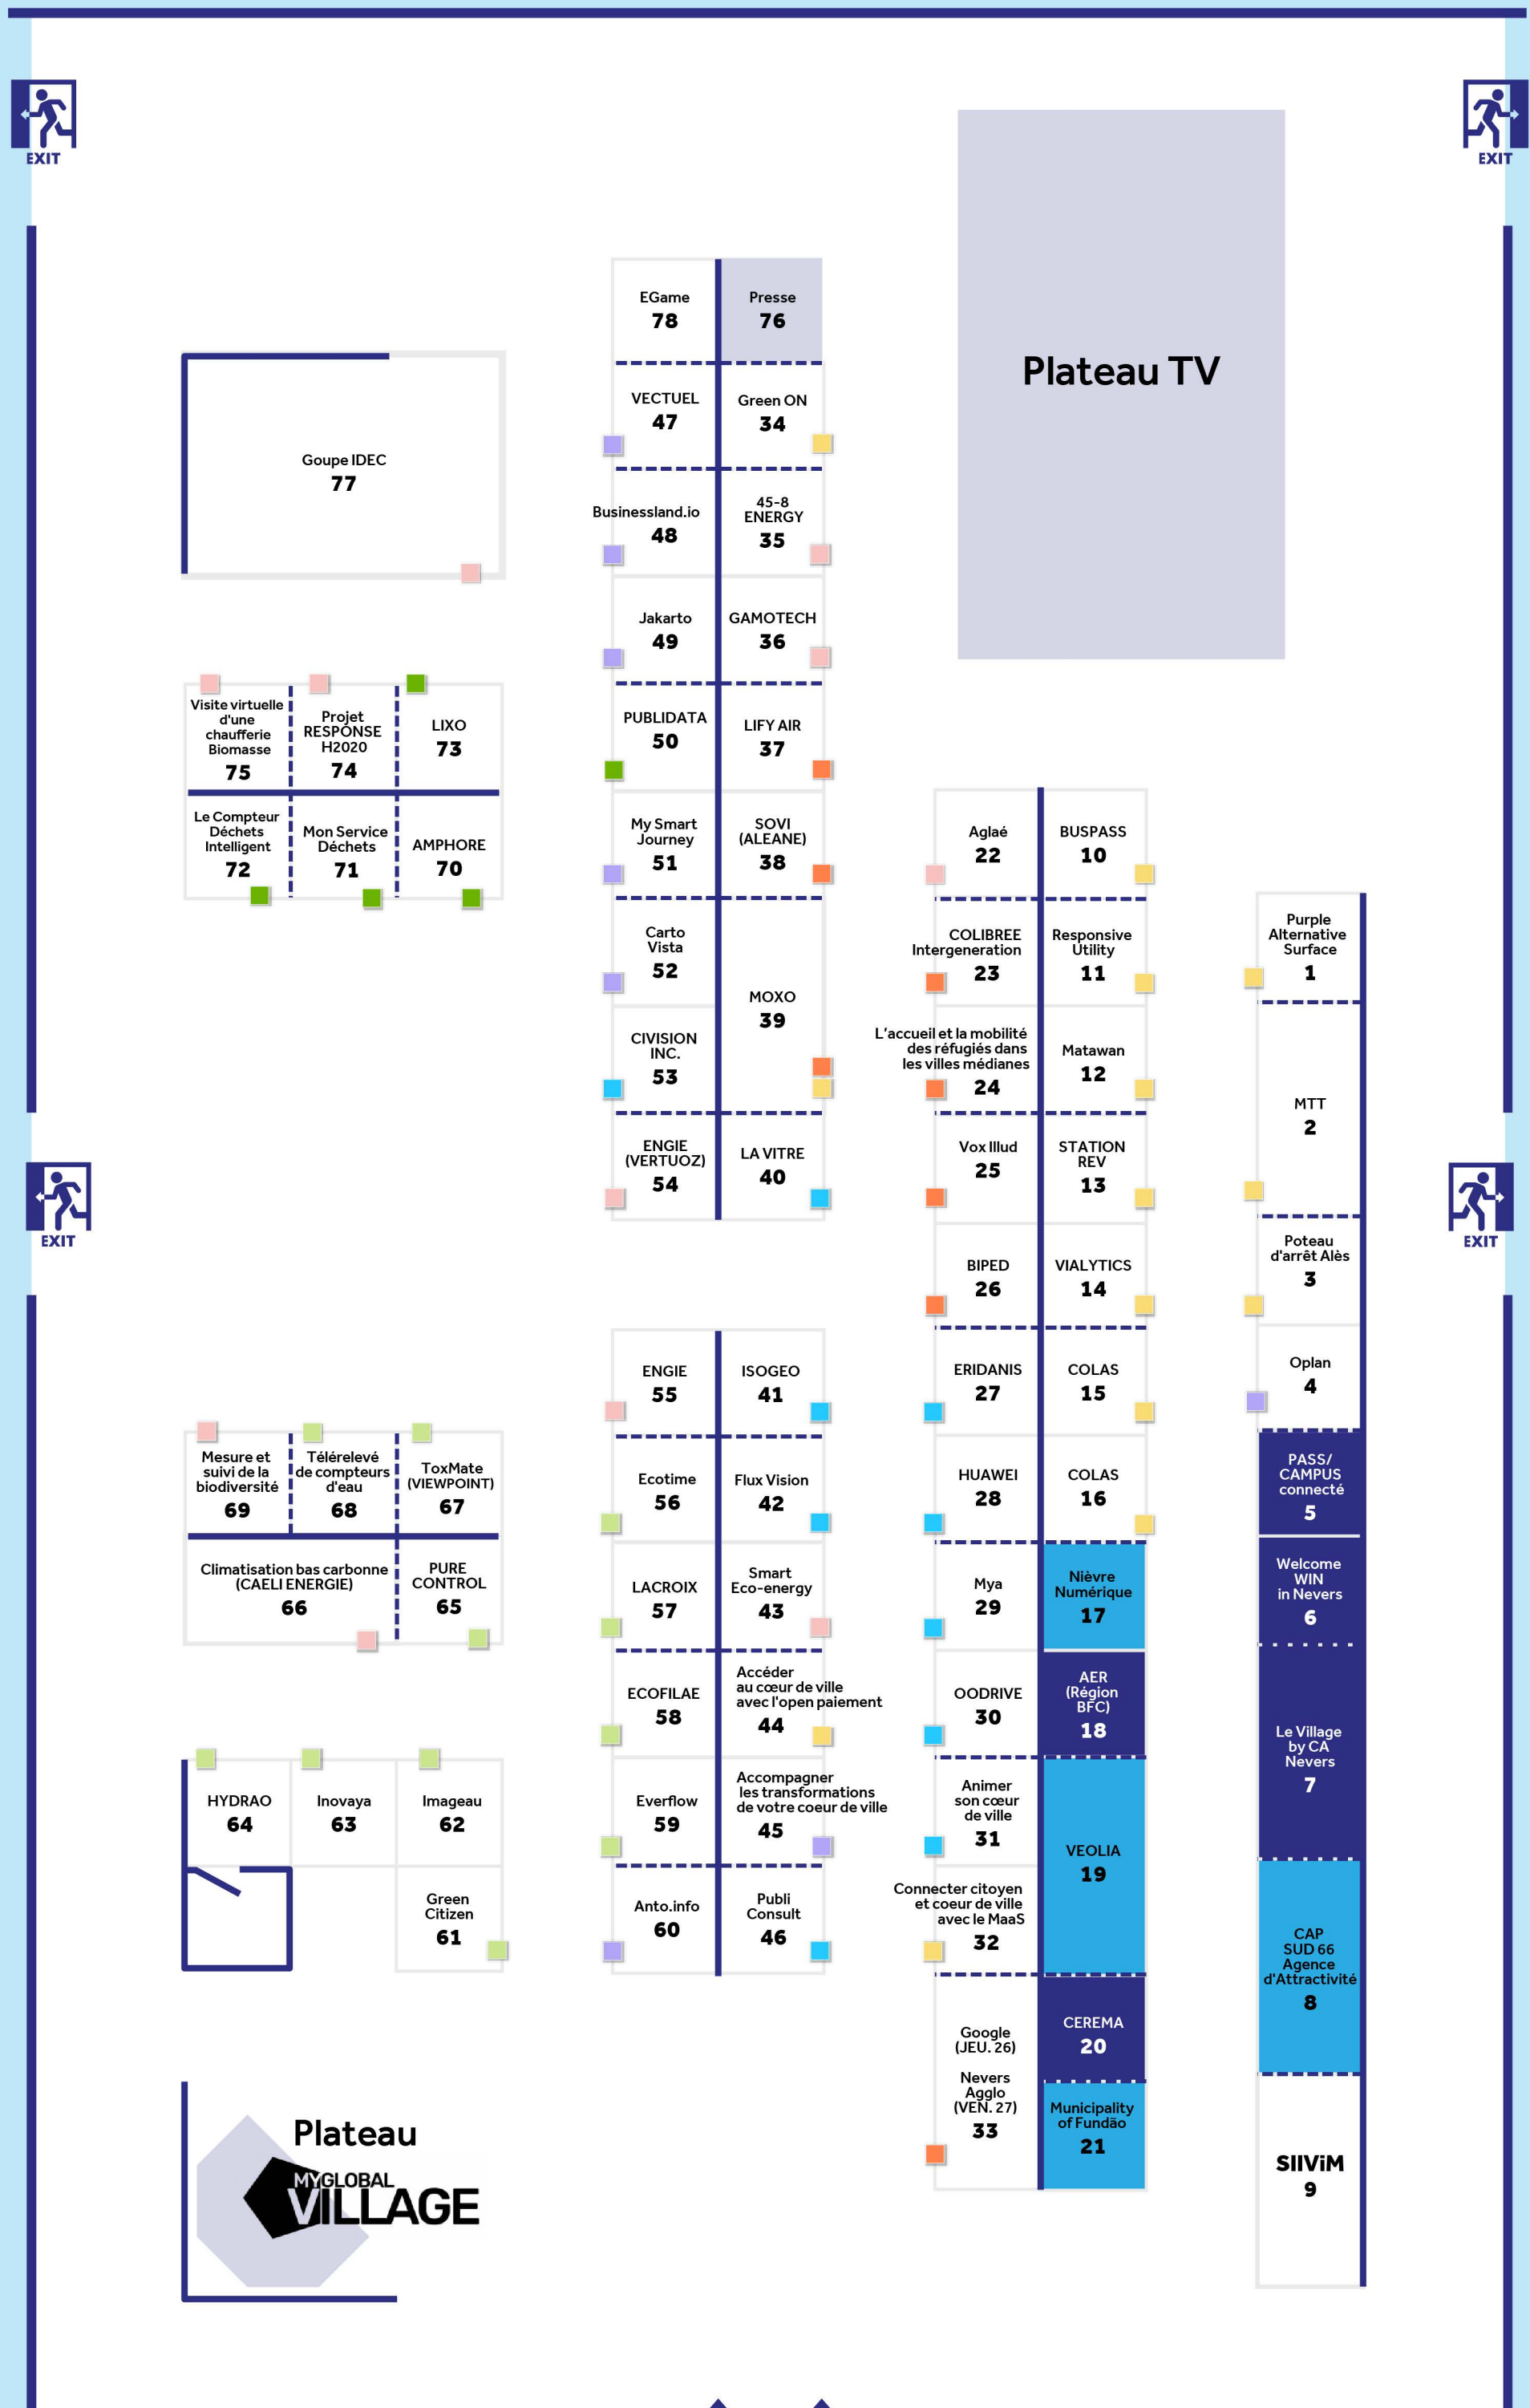 EXIT
EXIT
Plateau TV
EGame
78
Presse
76
VECTUEL
47
Green ON
34
Goupe IDEC
77
Businessland.io
48
45-8
ENERGY
35
Jakarto
49
GAMOTECH
36
PUBLIDATA
50
LIFY AIR
37
My Smart
Journey
51
SOVI
(ALEANE)
38
Carto
Vista
52
MOXO
39
CIVISION
INC.
53
ENGIE
(VERTUOZ)
54
LA VITRE
40
Visite virtuelle
d'une
chaufferie
Biomasse
75
Projet
RESPONSE
H2020
74
LIXO
73
Le Compteur
Déchets
Intelligent
72
Mon Service
Déchets
71
AMPHORE
70
Aglaé
22
BUSPASS
10
COLIBREE
Intergeneration
23
Responsive
Utility
11
L'accueil et la mobilité
des réfugiés dans
les villes médianes
24
Matawan
12
Vox Illud
25
STATION
REV
13
BIPED
26
VIALYTICS
14
ERIDANIS
27
COLAS
15
HUAWEI
28
COLAS
16
Mya
29
Nièvre
Numérique
17
OODRIVE
30
AER
(Région
BFC)
18
Animer
son cœur
de ville
31
VEOLIA
19
Connecter citoyen
et coeur de ville
avec le MaaS
32
Google
(JEU. 26)
Nevers
Agglo
(VEN. 27)
33
CEREMA
20
Municipality
of Fundão
21
Purple
Alternative
Surface
1
MTT
2
Poteau
d'arrêt Alès
3
Oplan
4
PASS/
CAMPUS
connecté
5
Welcome
WIN
in Nevers
6
Le Village
by CA
Nevers
7
CAP
SUD 66
Agence
d'Attractivité
8
SIIViM
9
EXIT
EXIT
ENGIE
55
ISOGEO
41
Ecotime
56
Flux Vision
42
LACROIX
57
Smart
Eco-energy
43
ECOFILAE
58
Accéder
au cœur de ville
avec l'open paiement
44
Everflow
59
Accompagner
les transformations
de votre coeur de ville
45
Anto.info
60
Publi
Consult
46
Mesure et
suivi de la
biodiversité
69
Télérelevé
de compteurs
d'eau
68
ToxMate
(VIEWPOINT)
67
Climatisation bas carbonne
(CAELI ENERGIE)
66
PURE
CONTROL
65
HYDRAO
64
Inovaya
63
Imageau
62
Green
Citizen
61
Plateau
MYGLOBAL
VILLAGE